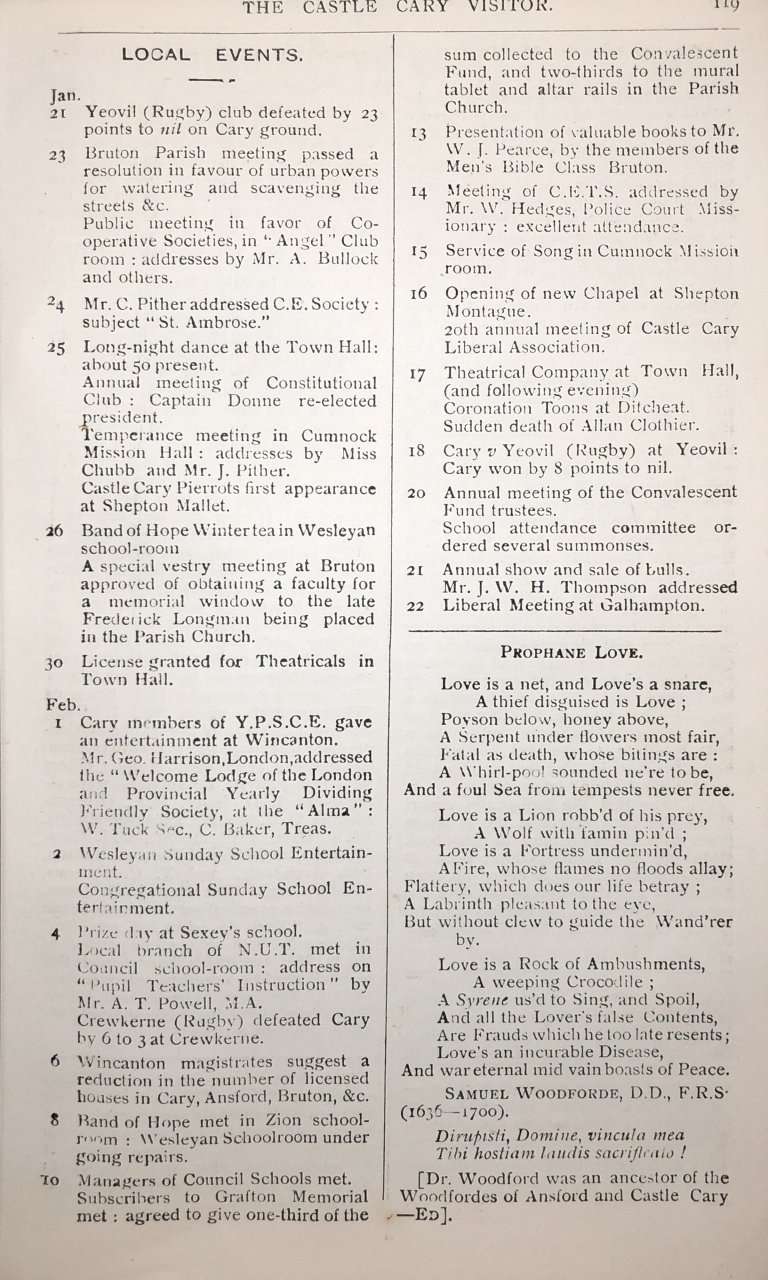 THE CASTLE CARY VISITOR.
119
LOCAL EVENTS.
Jan.
21 Yeovil (Rugby) club defeated by 23
points to nil on Cary ground.
23 Bruton Parish meeting passed a
resolution in favour of urban powers
for watering and scavenging the
streets &c.
Public meeting in favor of Co-
operative Societies, in "Angel" Club
room : addresses by Mr. A. Bullock
and others.
24 Mr. C. Pither addressed C.E. Society :
subject "St. Ambrose."
25 Long-night dance at the Town Hall:
about 50 present.
Annual meeting of Constitutional
Club : Captain Donne re-elected
president.
Temperance meeting in Cumnock
Mission Hall : addresses by Miss
Chubb and Mr. J. Pither.
Castle Cary Pierrots first appearance
at Shepton Mallet.
26 Band of Hope Winter tea in Wesleyan
school-room
A special vestry meeting at Bruton
approved of obtaining a faculty for
a memorial window to the late
Frederick Longman being placed
in the Parish Church.
30 License granted for Theatricals in
Town Hall.
Feb.
1 Cary members of Y.P.S.C.E. gave
an entertainment at Wincanton.
Mr. Geo. Harrison, London, addressed
the "Welcome Lodge of the London
and Provincial Yearly Dividing
Friendly Society, at the "Alma" :
W. Tuck Sec., C. Baker, Treas.
2 Wesleyan Sunday School Entertain-
ment.
Congregational Sunday School En-
tertainment.
4 Prize day at Sexey's school.
Local branch of N.U.T. met in
Council school-room : address on
"Pupil Teachers' Instruction" by
Mr. A. T. Powell, M.A.
Crewkerne (Rugby) defeated Cary
by 6 to 3 at Crewkerne.
6 Wincanton magistrates suggest a
reduction in the number of licensed
houses in Cary, Ansford, Bruton, &c.
8 Band of Hope met in Zion school-
room : Wesleyan Schoolroom under
going repairs.
10 Managers of Council Schools met.
Subscribers to Grafton Memorial
met : agreed to give one-third of the
sum collected to the Convalescent
Fund, and two-thirds to the mural
tablet and altar rails in the Parish
Church.
13 Presentation of valuable books to Mr.
W. J. Pearce, by the members of the
Men's Bible Class Bruton.
14 Meeting of C.E.T.S. addressed by
Mr. W. Hedges, Police Court Miss-
ionary : excellent attendance.
15 Service of Song in Cumnock Mission
room.
16 Opening of new Chapel at Shepton
Montague.
20th annual meeting of Castle Cary
Liberal Association.
17 Theatrical Company at Town Hall,
(and following evening)
Coronation Toons at Ditcheat.
Sudden death of Allan Clothier.
18 Cary v Yeovil (Rugby) at Yeovil :
Cary won by 8 points to nil.
20 Annual meeting of the Convalescent
Fund trustees.
School attendance committee or-
dered several summonses.
21 Annual show and sale of bulls.
Mr. J. W. H. Thompson addressed
22 Liberal Meeting at Galhampton.
PROPHANE LOVE.
Love is a net, and Love's a snare,
A thief disguised is Love ;
Poyson below, honey above,
A Serpent under flowers most fair,
Fatal as death, whose bitings are :
A Whirl-pool sounded ne're to be,
And a foul Sea from tempests never free.
Love is a Lion robb'd of his prey,
A Wolf with famin pin'd ;
Love is a Fortress undermin'd,
A Fire, whose flames no floods allay;
Flattery, which does our life betray ;
A Labrinth pleasant to the eye,
But without clew to guide the Wand'rer
by.
Love is a Rock of Ambushments,
A weeping Crocodile ;
A Syrene us'd to Sing, and Spoil,
And all the Lover's false Contents,
Are Frauds which he too late resents;
Love's an incurable Disease,
And war eternal mid vain boasts of Peace.
SAMUEL WOODFORDE, D.D., F.R.S.
(1636—1700).
Dirupisti, Domine, vincula mea
Tibi hostiam laudis sacrificato !
[Dr. Woodford was an ancestor of the
Woodfordes of Ansford and Castle Cary
—ED].